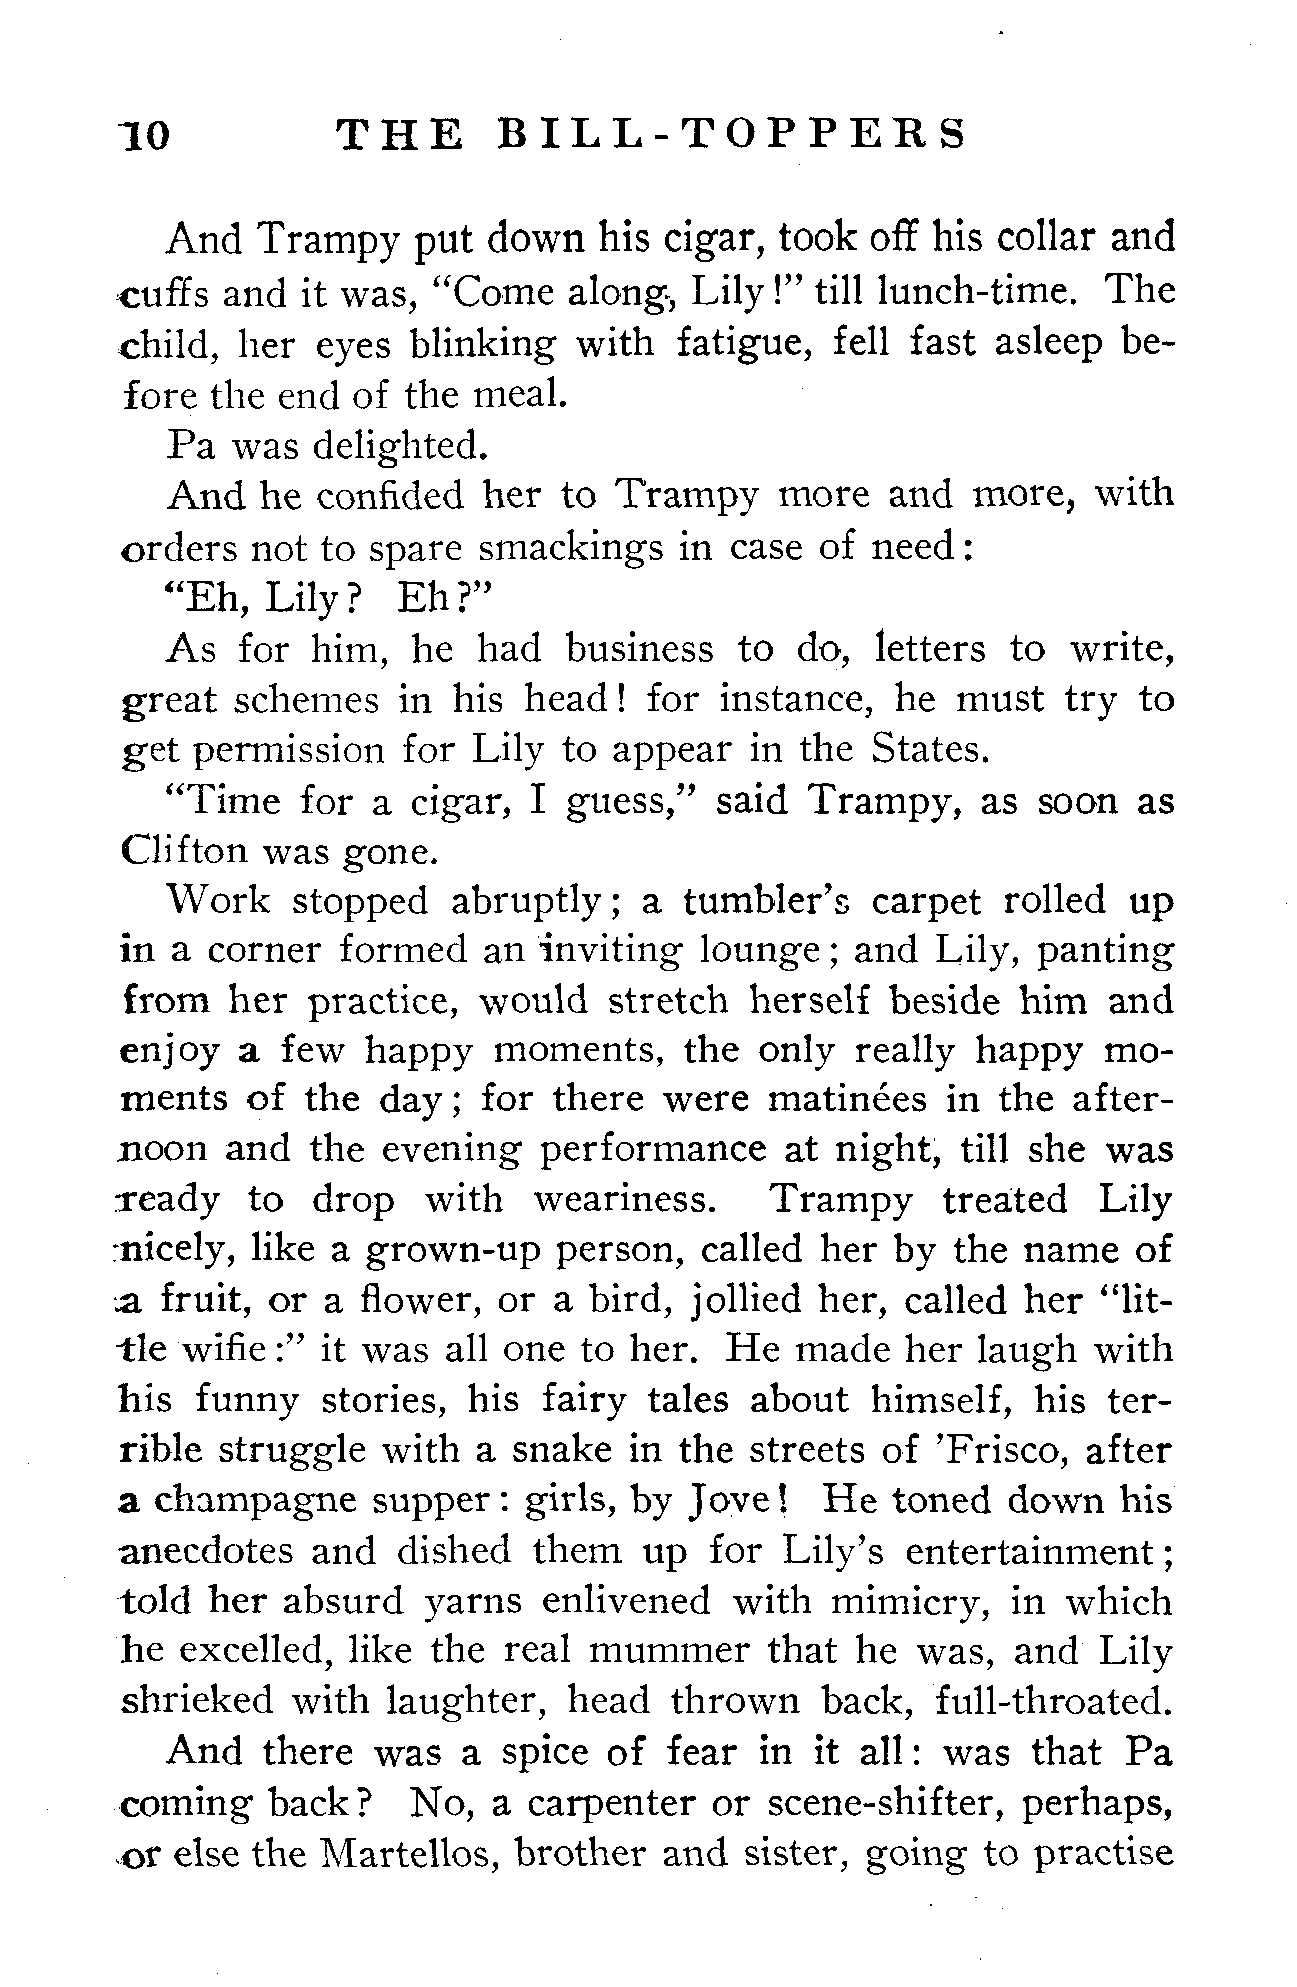 10 THE BILL-TOPPERS
And Trampy put down his cigar, took off his collar and
cuffs and it was, “Come along, Lily!” till lunch-time. The
child, her eyes blinking with fatigue, fell fast asleep be-
fore the end of the meal.
Pa was delighted.
And he confided her to Trampy more and more, with
orders not to spare smackings in case of need:
“Eh, Lily? Eh?”
As for him, he had business to do, letters to write,
great schemes in his head! for instance, he must try to
get permission for Lily to appear in the States.
“Time for a cigar, I guess,” said Trampy, as soon as
Clifton was gone.
Work stopped abruptly; a tumbler’s carpet rolled up
in a corner formed an inviting lounge; and Lily, panting
from her practice, would stretch herself beside him and
enjoy a few happy moments, the only really happy mo-
ments of the day; for there were matinées in the after-
noon and the evening performance at night, till she was
ready to drop with weariness. Trampy treated Lily
nicely, like a grown-up person, called her by the name of
a fruit, or a flower, or a bird, jollied her, called her “lit-
tle wifie:” it was all one to her. He made her laugh with
his funny stories, his fairy tales about himself, his ter-
rible struggle with a snake in the streets of ’Frisco, after
a champagne supper: girls, by Jove! He toned down his
anecdotes and dished them up for Lily’s entertainment;
told her absurd yarns enlivened with mimicry, in which
he excelled, like the real mummer that he was, and Lily
shrieked with laughter, head thrown back, full-throated.
And there was a spice of fear in it all: was that Pa
coming back? No, a carpenter or scene-shifter, perhaps,
or else the Martellos, brother and sister, going to practise